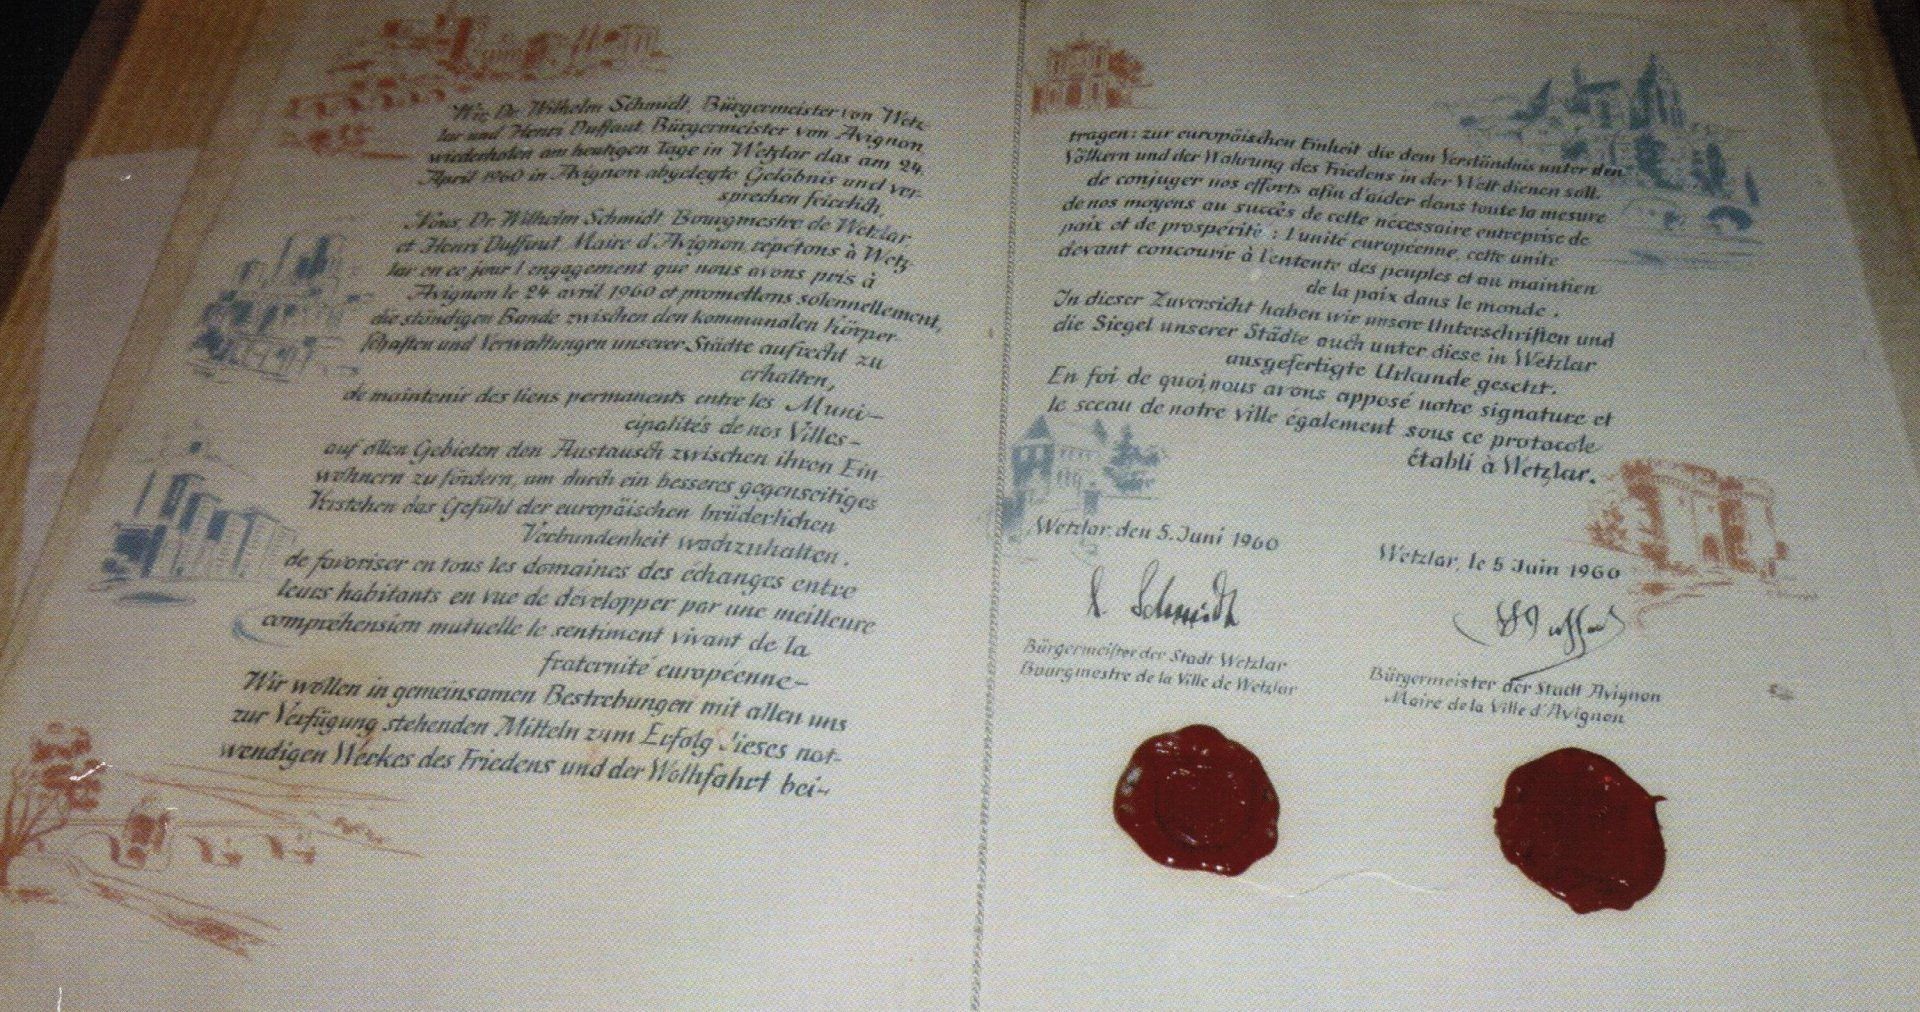 Wir, Dr. Wilhelm Schmidt, Bürgermeister von Wetz-
lar und Henri Duffaut, Bürgermeister von Avignon,
wiederholen am heutigen Tage in Wetzlar das am 24.
April 1960 in Avignon abgelegte Gelöbnis und ver-
sprechen feierlich,
Nous, Dr. Wilhelm Schmidt Bourgmestre de Wetzlar
et Henri Duffaut, Maire d'Avignon, repétons à Wetz-
lar en ce jour l'engagement que nous avons pris à
Avignon le 24 avril 1960 et promettons solennellement,
die ständigen Bande zwischen den kommunalen Körper-
schaften und Verwaltungen unserer Städte aufrecht zu
erhalten,
de maintenir des liens permanents entre les Muni-
cipalités de nos Villes-
auf allen Gebieten den Austausch zwischen ihren Ein
wohnern zu fördern, um durch ein besseres gegenseitiges
Verstehen das Gefühl der europäischen brüderlichen
Verbundenheit wachzuhalten.
de favoriser en tous les domaines des échanges entre
leurs habitants en vue de développer par une meilleure
compréhension mutuelle le sentiment vivant de la
fraternité européenne-
Wir wollen in gemeinsamen Bestrebungen mit allen uns
zur Verfügung stehenden Mitteln zum Erfolg dieses not-
wendigen Werkes des Friedens und der Wolhfahrt bei-
tragen: zur europäischen Einheit die dem Verständnis unter den
Völkern und der Wahrung des Friedens in der Welt dienen soll.
de conjuger nos efforts afin d'aider dans toute la mesure
de nos moyens au succès de cette nécessaire entreprise de
paix et de prospérité : l'unité européenne, cette unité
devant concourir à l'entente des peuples et au maintien
de la paix dans le monde.
In dieser Zuversicht haben wir unsere Unterschriften und
die Siegel unserer Städte auch unter diese in Wetzlar
ausgefertigte Urkunde gesetzt.
En foi de quoi, nous avons apposé notre signature et
le sceau de notre ville également sous ce protocole
établi à Wetzlar.
Wetzlar, den 5. Juni 1960
Wetzlar, le 5 Juin 1960
Schmidt
Bürgermeister der Stadt Wetzlar
Bourgmestre de la Ville de Wetzlar
Bürgermeister der Stadt Avignon
Maire de la Ville d'Avignon